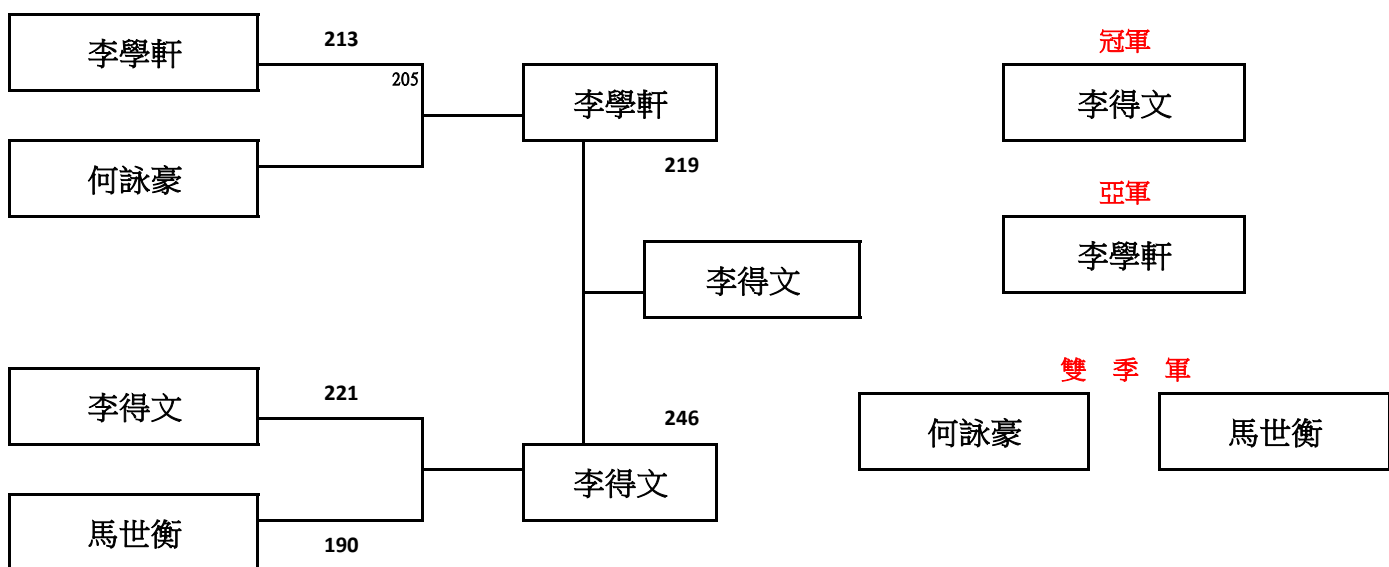 李學軒
213
205
何詠豪
李學軒
219
李得文
李得文
221
馬世衡
190
246
李得文
冠軍
李得文
亞軍
李學軒
雙 季 軍
何詠豪
馬世衡